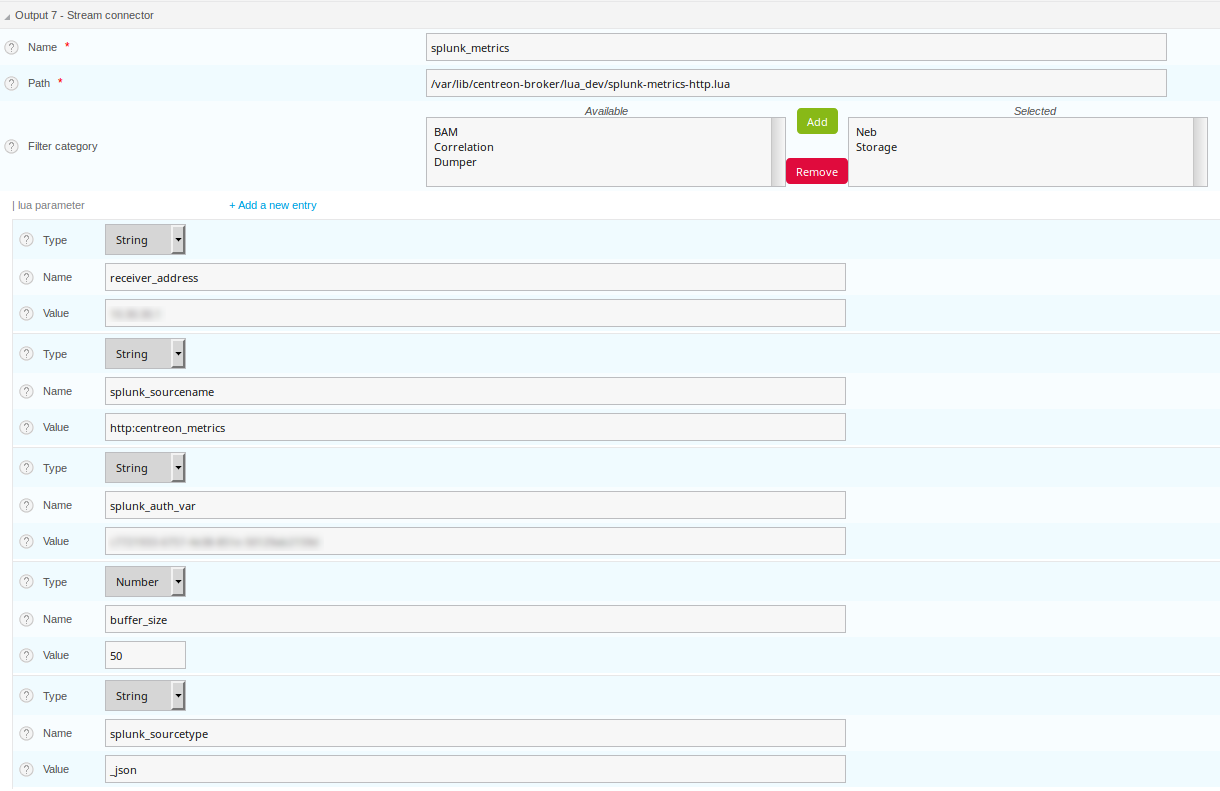 Output 7 - Stream connector
Name *
splunk_metrics
Path *
/var/lib/centreon-broker/lua_dev/splunk-metrics-http.lua
Filter category
Available
BAM
Correlation
Dumper
Add
Remove
Selected
Neb
Storage
| lua parameter
+ Add a new entry
Type String
Name receiver_address
Value
Type String
Name splunk_sourcename
Value http:centreon_metrics
Type String
Name splunk_auth_var
Value
Type Number
Name buffer_size
Value 50
Type String
Name splunk_sourcetype
Value _json